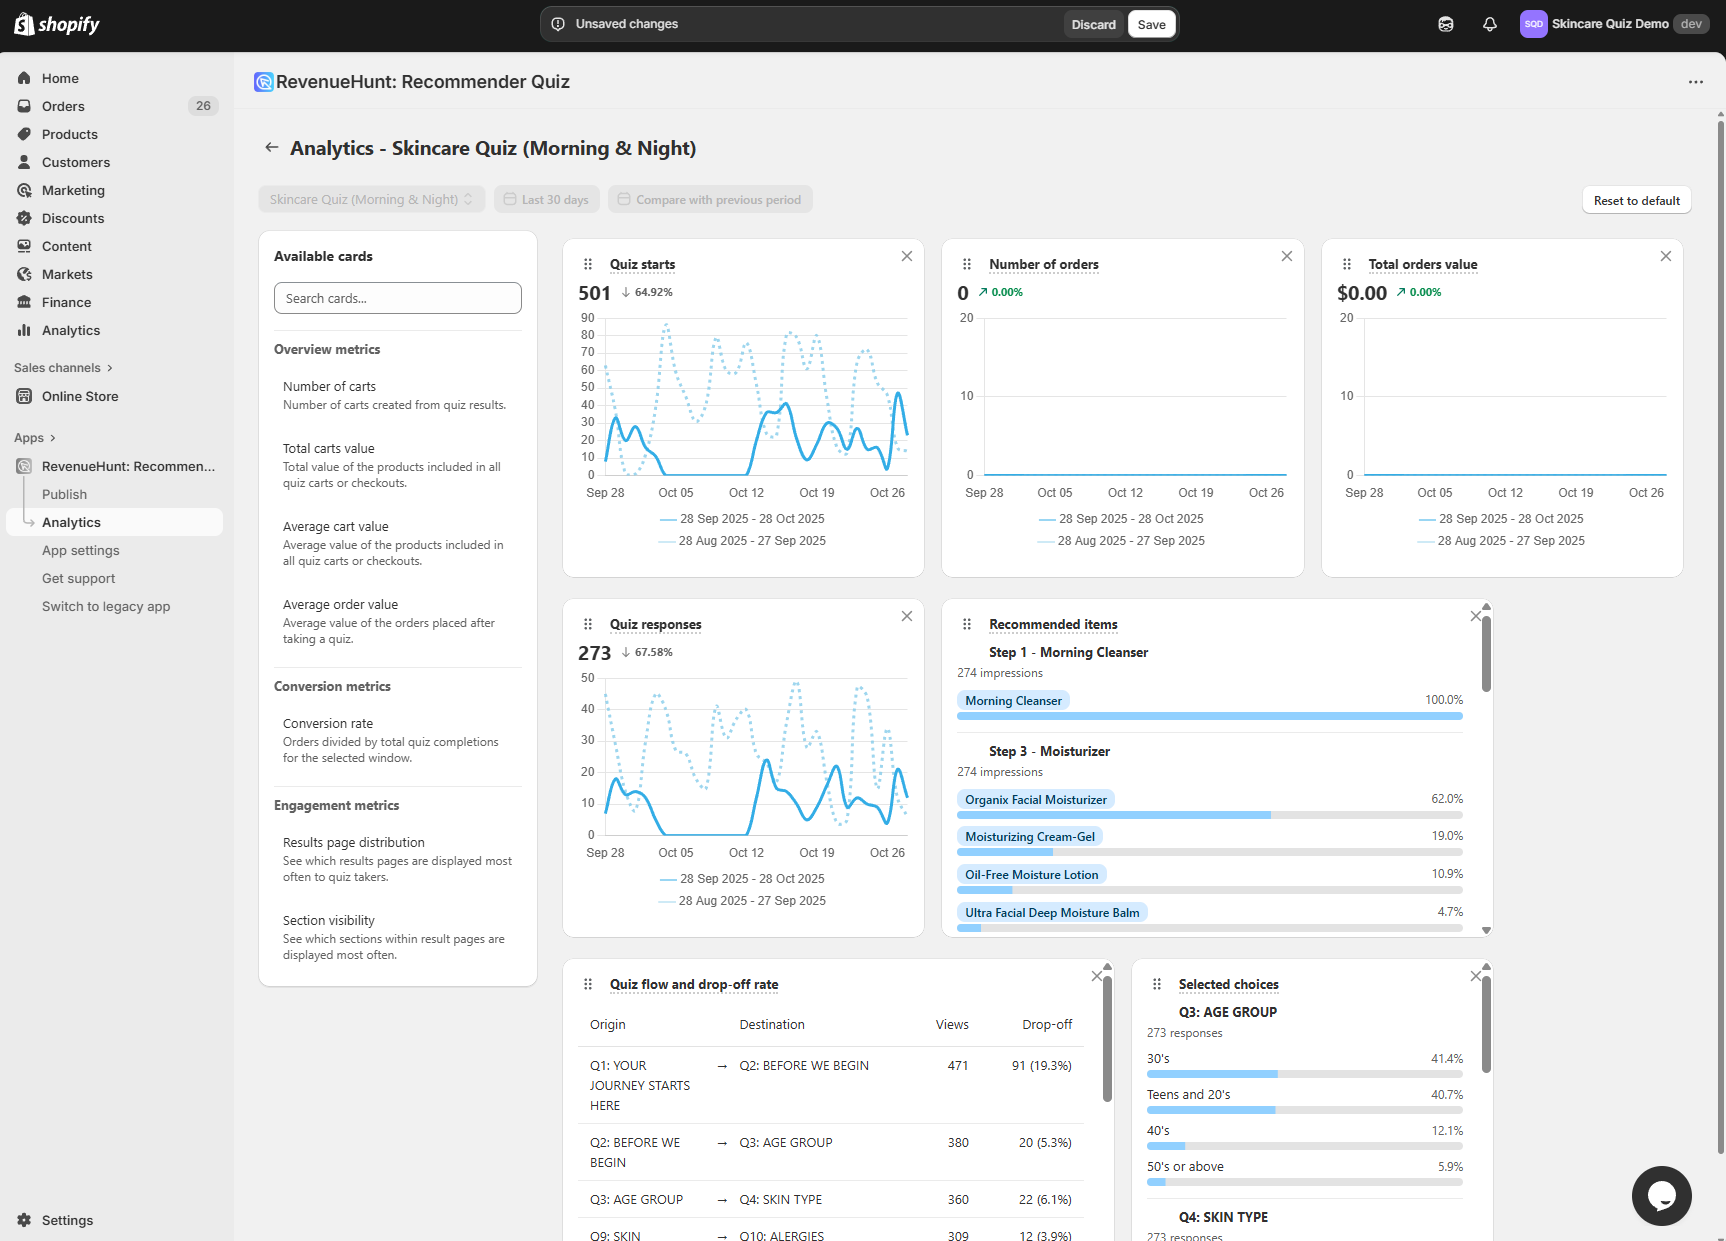 shopify
Unsaved changes
Discard
Save
SQD
Skincare Quiz Demo
dev
Home
Orders
26
Products
Customers
Marketing
Discounts
Content
Markets
Finance
Analytics
Sales channels
Online Store
Apps
RevenueHunt: Recommen...
Publish
Analytics
App settings
Get support
Switch to legacy app
Settings
RevenueHunt: Recommender Quiz
Analytics - Skincare Quiz (Morning & Night)
Skincare Quiz (Morning & Night)
Last 30 days
Compare with previous period
Reset to default
Available cards
Search cards...
Overview metrics
Number of carts
Number of carts created from quiz results.
Total carts value
Total value of the products included in all
quiz carts or checkouts.
Average cart value
Average value of the products included in
all quiz carts or checkouts.
Average order value
Average value of the orders placed after
taking a quiz.
Conversion metrics
Conversion rate
Orders divided by total quiz completions
for the selected window.
Engagement metrics
Results page distribution
See which results pages are displayed most
often to quiz takers.
Section visibility
See which sections within result pages are
displayed most often.
Quiz starts
501 ↓ 64.92%
90
80
70
60
50
40
30
20
10
0
Sep 28 Oct 05 Oct 12 Oct 19 Oct 26
28 Sep 2025 - 28 Oct 2025
28 Aug 2025 - 27 Sep 2025
Number of orders
0 ↗ 0.00%
20
10
0
Sep 28 Oct 05 Oct 12 Oct 19 Oct 26
28 Sep 2025 - 28 Oct 2025
28 Aug 2025 - 27 Sep 2025
Total orders value
$0.00 ↗ 0.00%
20
10
0
Sep 28 Oct 05 Oct 12 Oct 19 Oct 26
28 Sep 2025 - 28 Oct 2025
28 Aug 2025 - 27 Sep 2025
Quiz responses
273 ↓ 67.58%
50
40
30
20
10
0
Sep 28 Oct 05 Oct 12 Oct 19 Oct 26
28 Sep 2025 - 28 Oct 2025
28 Aug 2025 - 27 Sep 2025
Recommended items
Step 1 - Morning Cleanser
274 impressions
Morning Cleanser 100.0%
Step 3 - Moisturizer
274 impressions
Organix Facial Moisturizer 62.0%
Moisturizing Cream-Gel 19.0%
Oil-Free Moisture Lotion 10.9%
Ultra Facial Deep Moisture Balm 4.7%
Quiz flow and drop-off rate
Origin Destination Views Drop-off
Q1: YOUR → Q2: BEFORE WE BEGIN 471 91 (19.3%)
JOURNEY STARTS
HERE
Q2: BEFORE WE → Q3: AGE GROUP 380 20 (5.3%)
BEGIN
Q3: AGE GROUP → Q4: SKIN TYPE 360 22 (6.1%)
Q9: SKIN → Q10: ALERGIES 309 12 (3.9%)
Selected choices
Q3: AGE GROUP
273 responses
30's 41.4%
Teens and 20's 40.7%
40's 12.1%
50's or above 5.9%
Q4: SKIN TYPE
273 responses